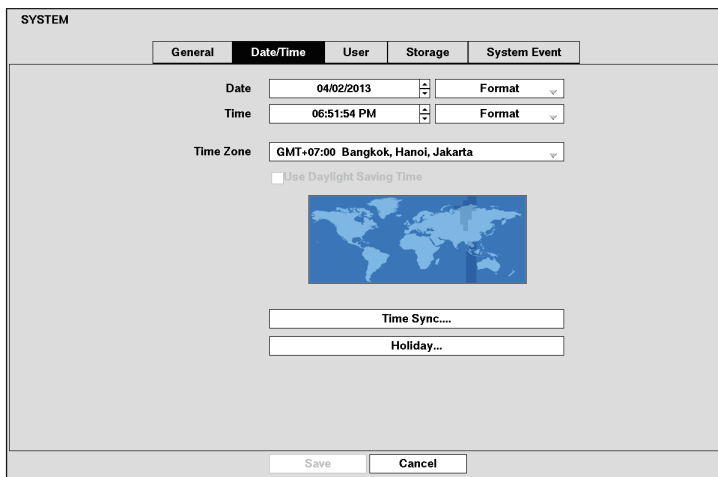 SYSTEM
General Date/Time User Storage System Event
Date 04/02/2013 Format
Time 06:51:54 PM Format
Time Zone GMT+07:00 Bangkok, Hanoi, Jakarta
Use Daylight Saving Time
Time Sync....
Holiday...
Save Cancel